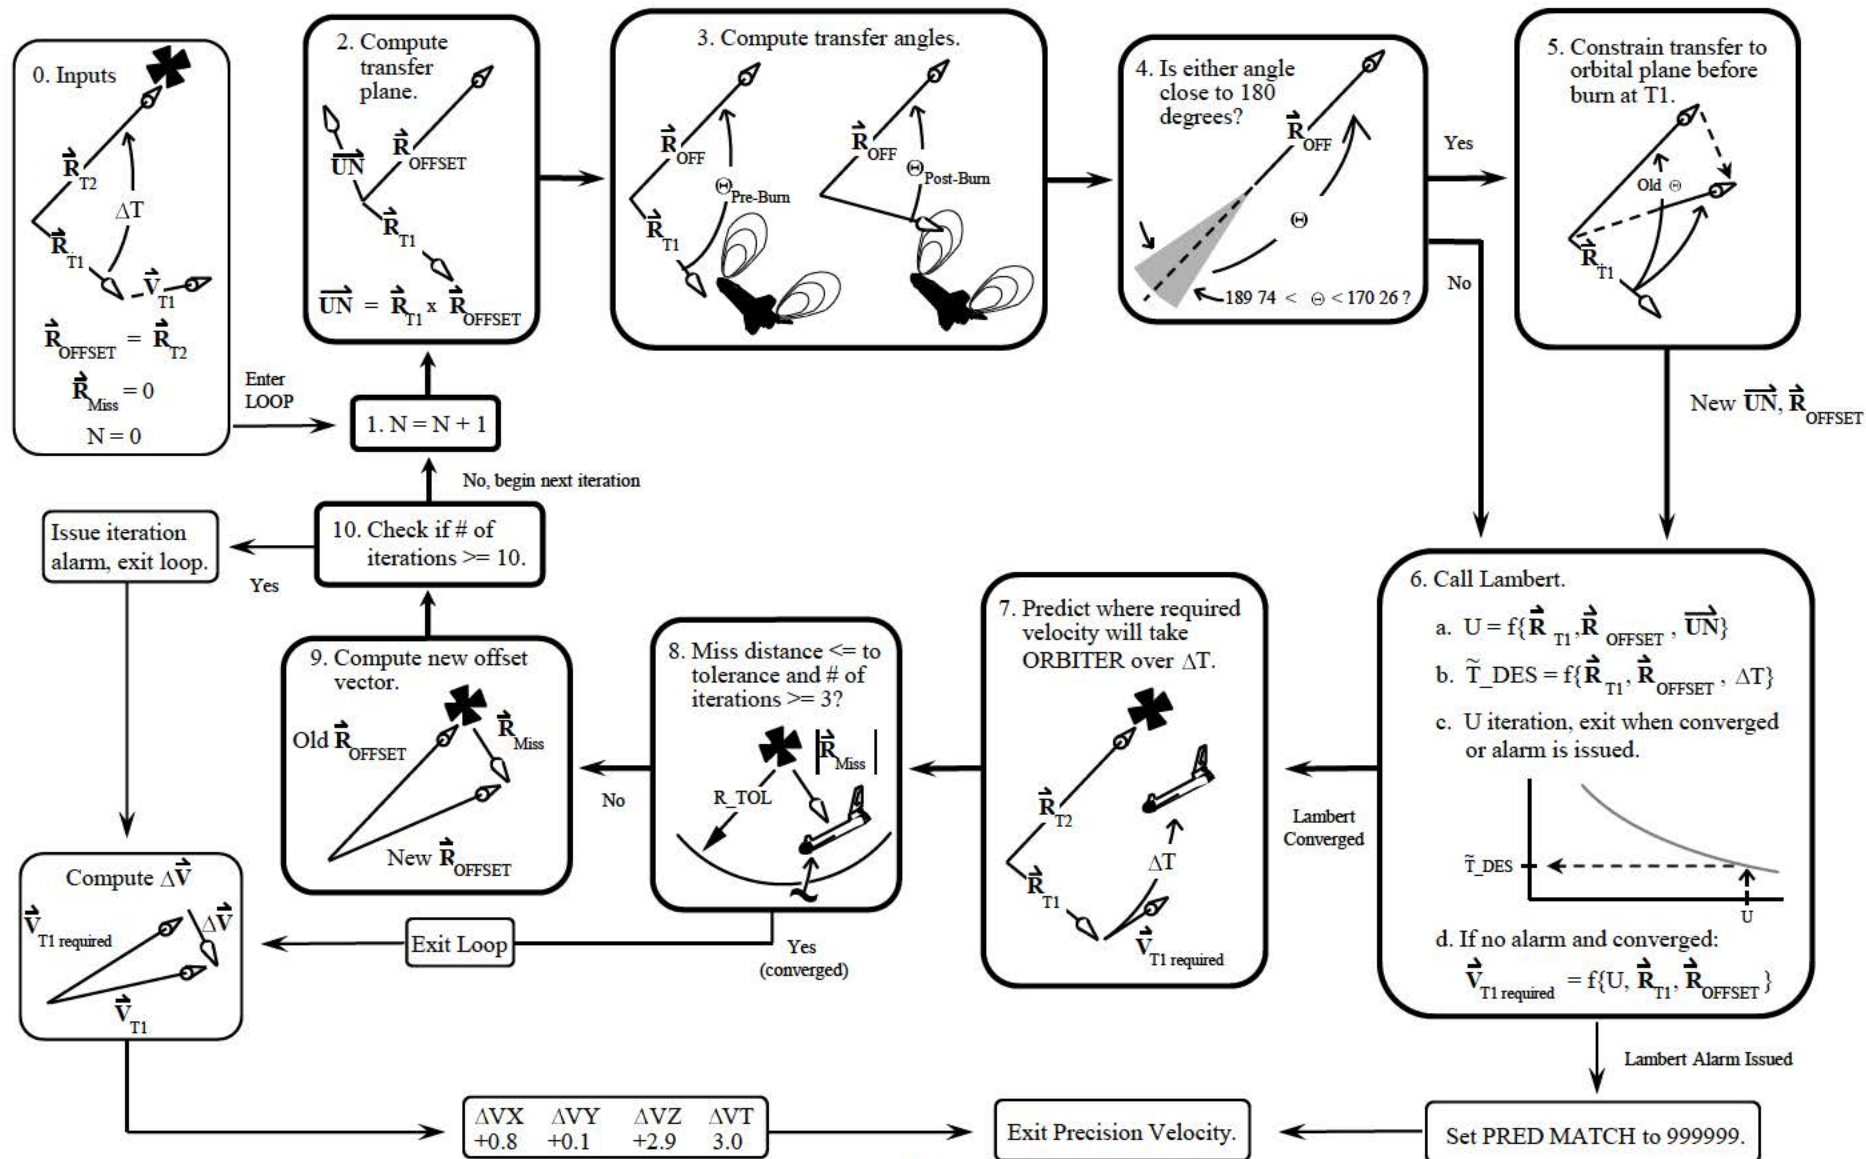 0. Inputs
R⃗ T2
ΔT
R⃗ T1
V⃗ T1
R⃗ OFFSET = R⃗ T2
R⃗ Miss = 0
N = 0
Enter
LOOP
1. N = N + 1
2. Compute
transfer
plane.
UN
R⃗ OFFSET
R⃗ T1
UN = R⃗ T1 x R⃗ OFFSET
3. Compute transfer angles.
R⃗ OFF
Θ Pre-Burn
R⃗ T1
R⃗ OFF
Θ Post-Burn
4. Is either angle
close to 180
degrees?
R⃗ OFF
Θ
189 74 < Θ < 170 26 ?
Yes
No
5. Constrain transfer to
orbital plane before
burn at T1.
Old Θ
R⃗ T1
New UN, R⃗ OFFSET
6. Call Lambert.
a. U = f{R⃗ T1, R⃗ OFFSET , UN}
b. T̃_DES = f{R⃗ T1, R⃗ OFFSET , ΔT}
c. U iteration, exit when converged
or alarm is issued.
T̃_DES
U
d. If no alarm and converged:
V⃗ T1 required = f{U, R⃗ T1, R⃗ OFFSET }
Lambert
Converged
Lambert Alarm Issued
7. Predict where required
velocity will take
ORBITER over ΔT.
R⃗ T2
ΔT
R⃗ T1
V⃗ T1 required
8. Miss distance <= to
tolerance and # of
iterations >= 3?
|R⃗ Miss|
R_TOL
No
Yes
(converged)
9. Compute new offset
vector.
Old R⃗ OFFSET
R⃗ Miss
New R⃗ OFFSET
10. Check if # of
iterations >= 10.
No, begin next iteration
Yes
Issue iteration
alarm, exit loop.
Exit Loop
Compute ΔV⃗
V⃗ T1 required
ΔV⃗
V⃗ T1
ΔVX ΔVY ΔVZ ΔVT
+0.8 +0.1 +2.9 3.0
Exit Precision Velocity.
Set PRED MATCH to 999999.